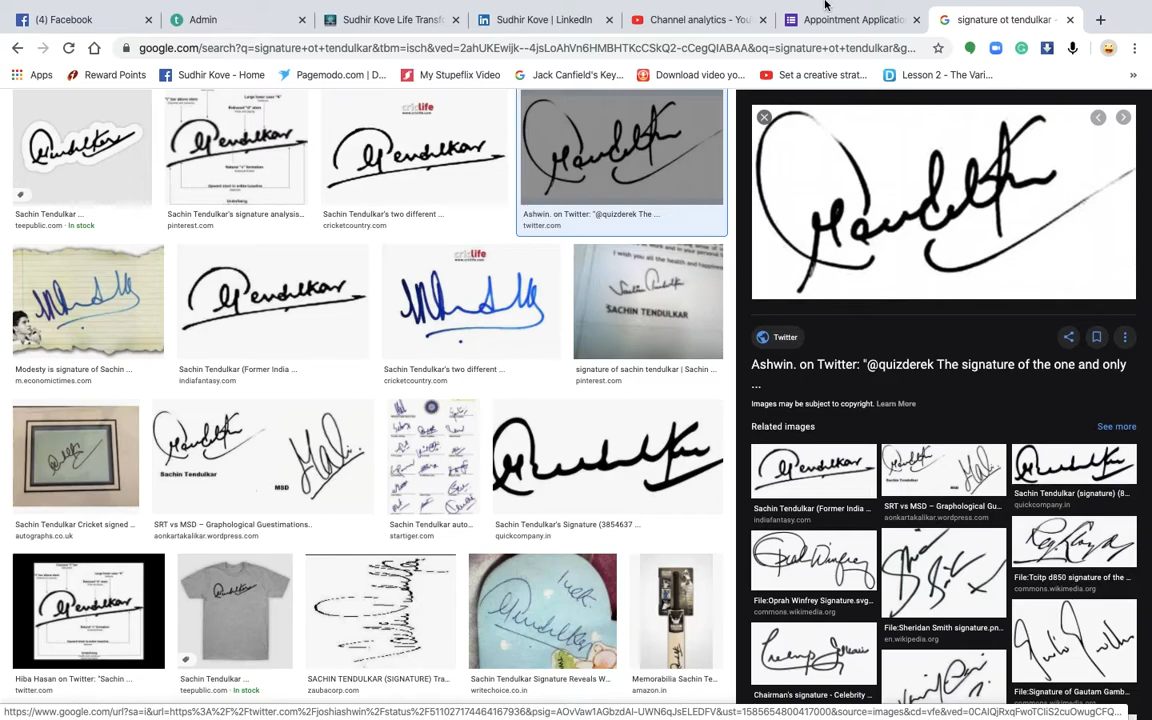 (4) Facebook
Admin
Sudhir Kove Life Transf
Sudhir Kove | LinkedIn
Channel analytics - You
Appointment Applicatio
signature ot tendulkar -
google.com/search?q=signature+ot+tendulkar&tbm=isch&ved=2ahUKEwijk--4jsLoAhVn6HMBHTKcCSkQ2-cCegQIABAA&oq=signature+ot+tendulkar&g...
Apps
Reward Points
Sudhir Kove - Home
Pagemodo.com | D...
My Stupeflix Video
Jack Canfield's Key...
Download video yo...
Set a creative strat...
Lesson 2 - The Vari...
»
criclife
Sachin Tendulkar ...
teepublic.com · In stock
Sachin Tendulkar's signature analysis...
pinterest.com
Sachin Tendulkar's two different ...
cricketcountry.com
Ashwin. on Twitter: "@quizderek The ...
twitter.com
criclife
I wish you all the health and happiness
SACHIN TENDULKAR
Modesty is signature of Sachin ...
m.economictimes.com
Sachin Tendulkar (Former India ...
indiafantasy.com
Sachin Tendulkar's two different ...
cricketcountry.com
signature of sachin tendulkar | Sachin ...
pinterest.com
Sachin Tendulkar
MSD
Sachin Tendulkar Cricket signed ..
autographs.co.uk
SRT vs MSD – Graphological Guestimations..
aonkartakalkar.wordpress.com
Sachin Tendulkar auto...
startiger.com
Sachin Tendulkar's Signature (3854637 ...
quickcompany.in
Hiba Hasan on Twitter: "Sachin ...
twitter.com
Sachin Tendulkar ...
teepublic.com · In stock
SACHIN TENDULKAR (SIGNATURE) Tra...
zaubacorp.com
luck
Sachin Tendulkar Signature Reveals W...
writechoice.co.in
Memorabilia Sachin Te...
amazon.in
Twitter
Ashwin. on Twitter: "@quizderek The signature of the one and only
...
Images may be subject to copyright. Learn More
Related images
See more
Sachin Tendulkar (Former India ...
indiafantasy.com
SRT vs MSD – Graphological Gu...
aonkartakalkar.wordpress.com
Sachin Tendulkar (signature) (8...
quickcompany.in
File:Oprah Winfrey Signature.svg...
commons.wikimedia.org
File:Sheridan Smith signature.pn...
en.wikipedia.org
File:Tcitp d850 signature of the ...
commons.wikimedia.org
Chairman's signature - Celebrity ...
File:Signature of Gautam Gamb...
commons.wikimedia.org